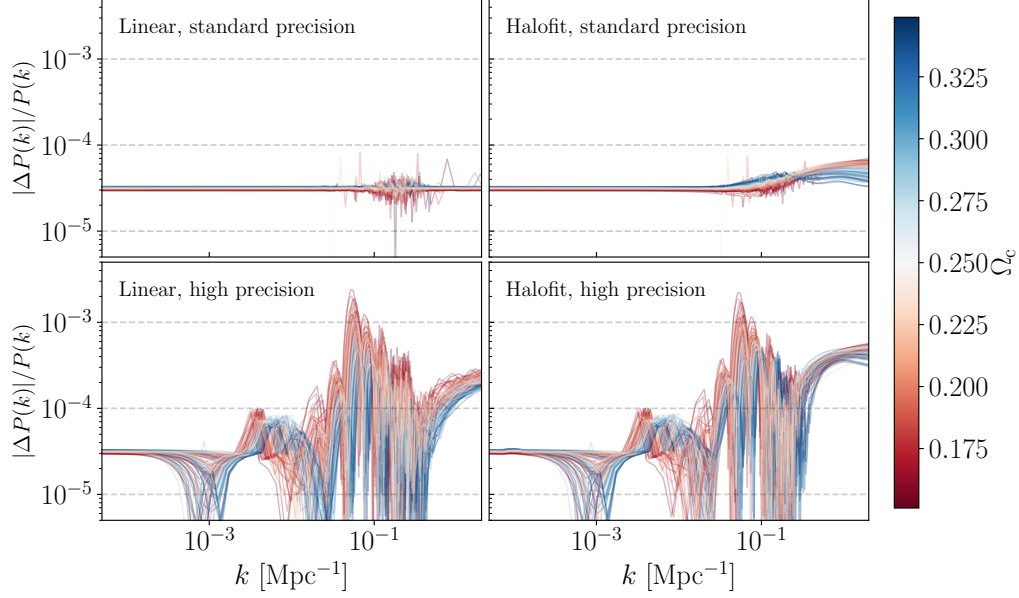 Linear, standard precision
Halofit, standard precision
|ΔP(k)|/P(k)
10⁻³
10⁻⁴
10⁻⁵
Linear, high precision
Halofit, high precision
|ΔP(k)|/P(k)
10⁻³
10⁻⁴
10⁻⁵
10⁻³
10⁻¹
10⁻³
10⁻¹
k [Mpc⁻¹]
k [Mpc⁻¹]
0.325
0.300
0.275
0.250
0.225
0.200
0.175
Ω_c